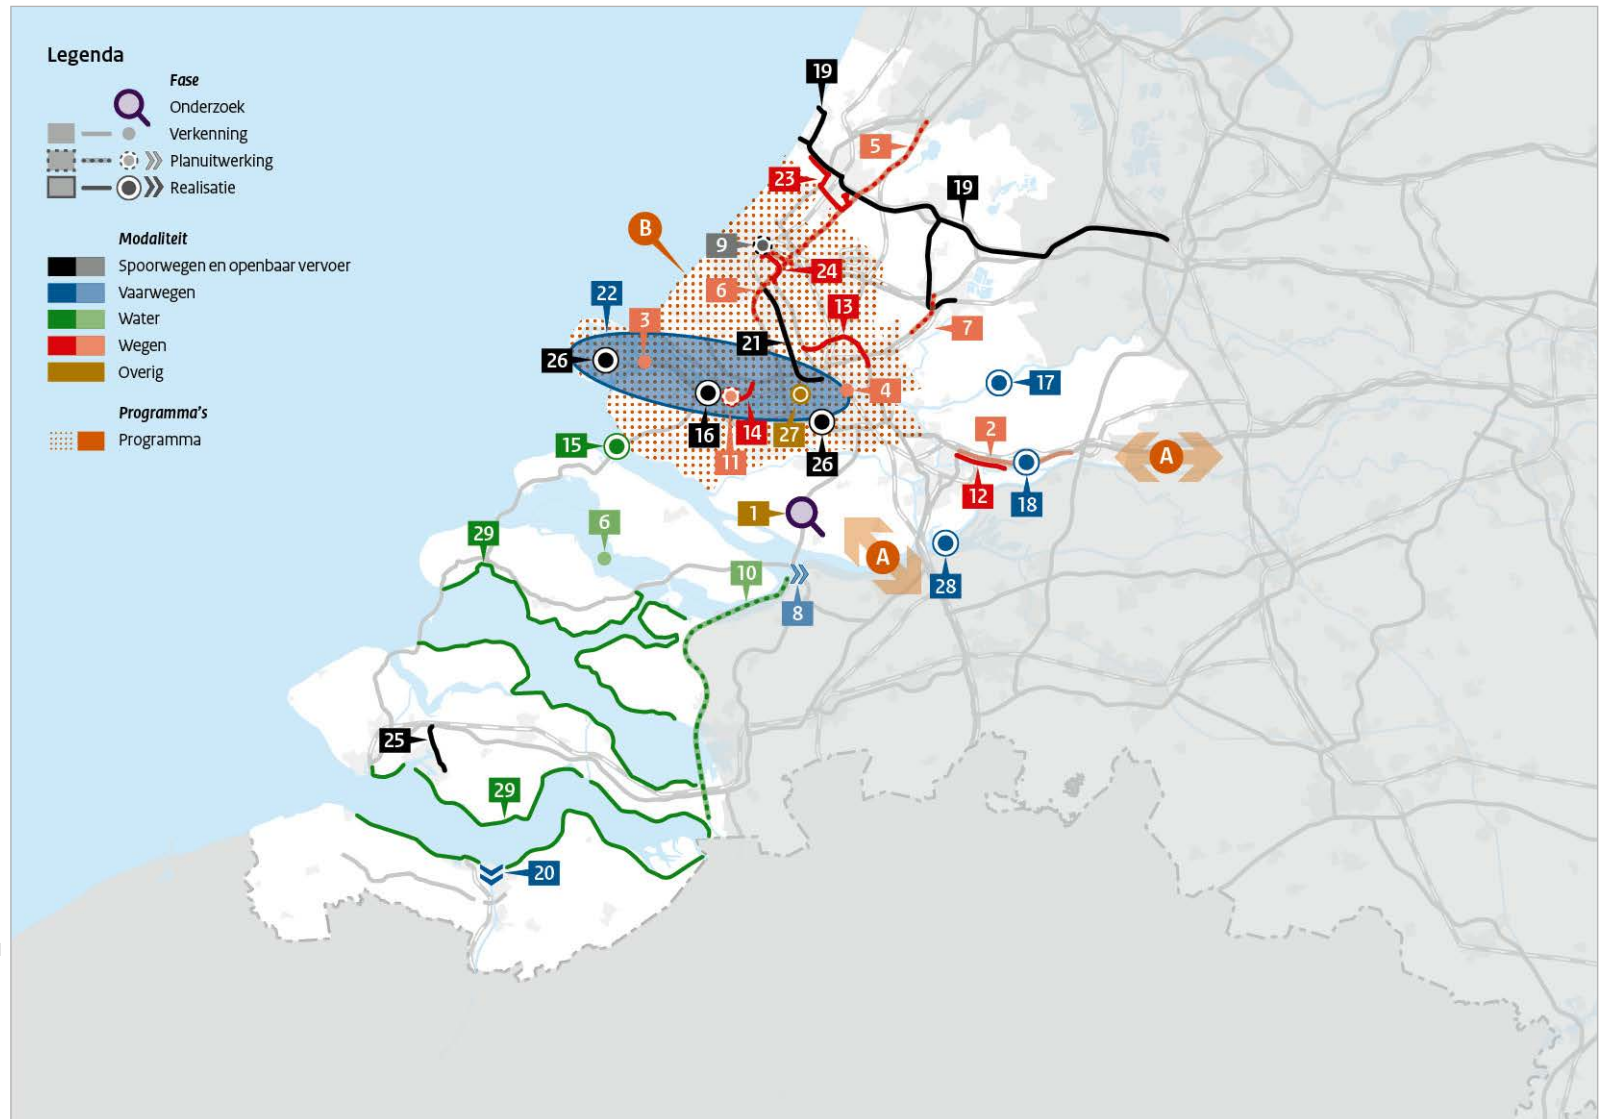 Legenda
Fase
Onderzoek
Verkenning
Planuitwerking
Realisatie
Modaliteit
Spoorwegen en openbaar vervoer
Vaarwegen
Water
Wegen
Overig
Programma's
Programma
19
5
23
19
B
9
24
6
22
3
13
7
21
26
17
4
16
14
27
2
15
11
26
A
12
18
1
6
29
A
10
28
8
25
29
20